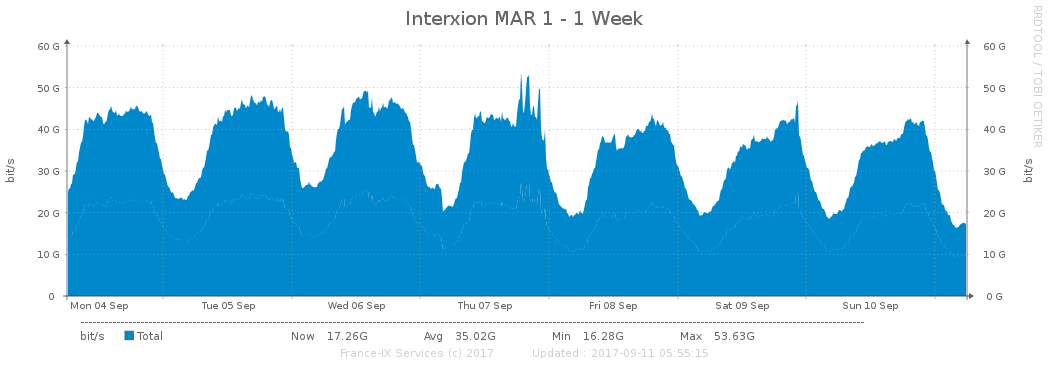 Interxion MAR 1 - 1 Week
RRDTOOL / TOBI OETIKER
bit/s
60 G
50 G
40 G
30 G
20 G
10 G
0
60 G
50 G
40 G
30 G
20 G
10 G
0 G
bit/s
Mon 04 Sep Tue 05 Sep Wed 06 Sep Thu 07 Sep Fri 08 Sep Sat 09 Sep Sun 10 Sep
bit/s Total Now 17.26G Avg 35.02G Min 16.28G Max 53.63G
France-IX Services (c) 2017 Updated : 2017-09-11 05:55:15